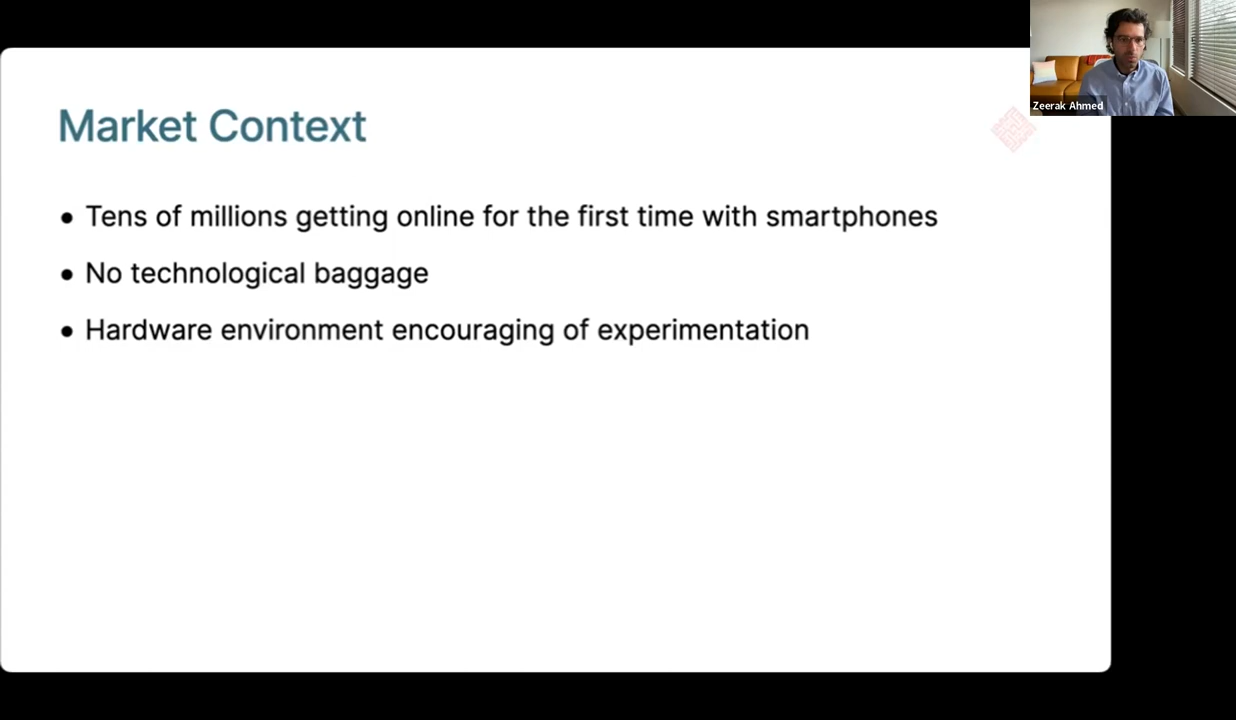 Zeerak Ahmed
Market Context
• Tens of millions getting online for the first time with smartphones
• No technological baggage
• Hardware environment encouraging of experimentation